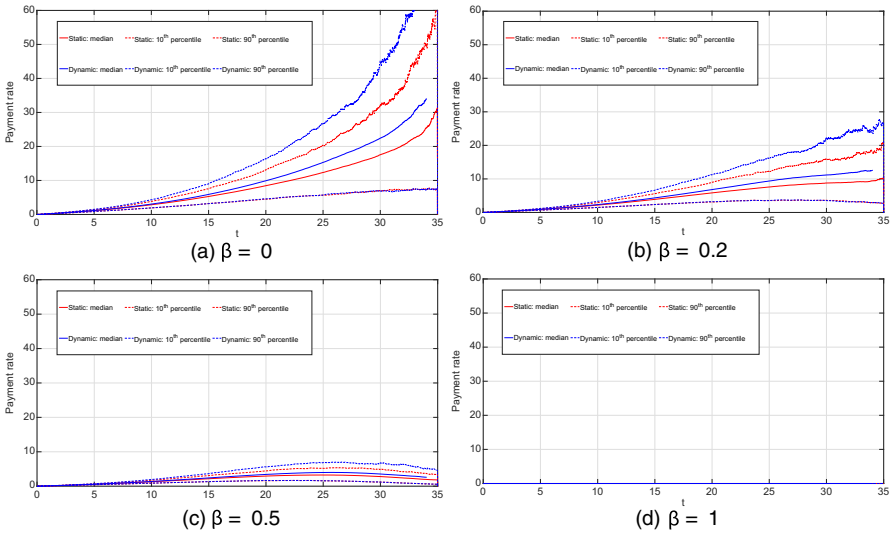 60
50
40
30
20
10
0
Payment rate
Static: median
Static: 10th percentile
Static: 90th percentile
Dynamic: median
Dynamic: 10th percentile
Dynamic: 90th percentile
0 5 10 15 20 25 30 35
t
(a) β = 0
60
50
40
30
20
10
0
Payment rate
Static: median
Static: 10th percentile
Static: 90th percentile
Dynamic: median
Dynamic: 10th percentile
Dynamic: 90th percentile
0 5 10 15 20 25 30 35
t
(b) β = 0.2
60
50
40
30
20
10
0
Payment rate
Static: median
Static: 10th percentile
Static: 90th percentile
Dynamic: median
Dynamic: 10th percentile
Dynamic: 90th percentile
0 5 10 15 20 25 30 35
(c) β = 0.5
60
50
40
30
20
10
0
Payment rate
Static: median
Static: 10th percentile
Static: 90th percentile
Dynamic: median
Dynamic: 10th percentile
Dynamic: 90th percentile
0 5 10 15 20 25 30 35
t
(d) β = 1